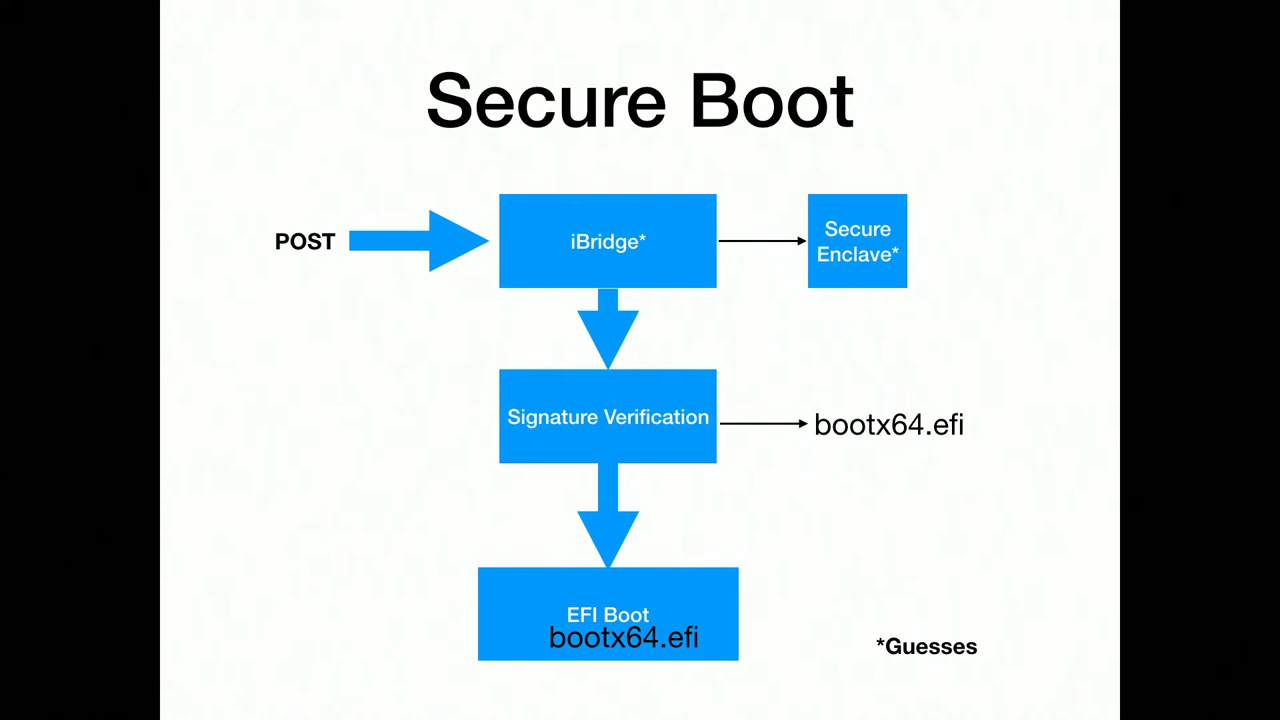 Secure Boot
POST
iBridge*
Secure
Enclave*
Signature Verification
bootx64.efi
EFI Boot
bootx64.efi
*Guesses